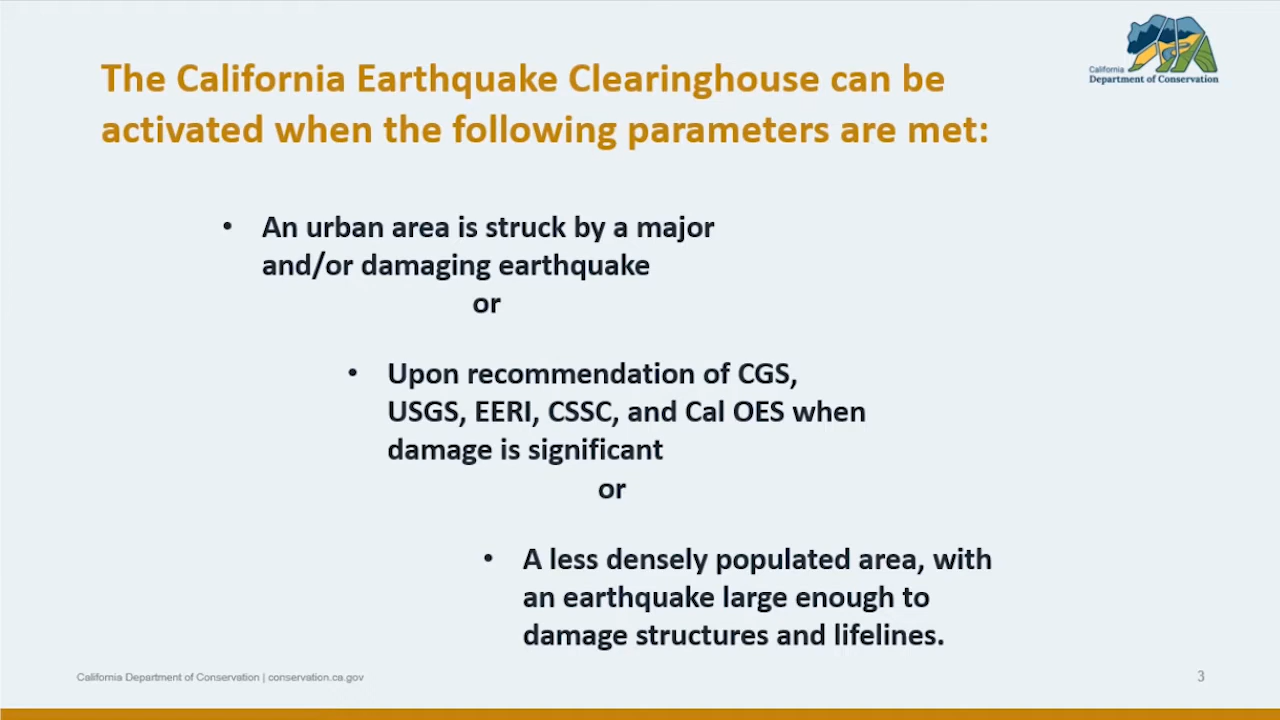 California
Department of Conservation
The California Earthquake Clearinghouse can be
activated when the following parameters are met:
• An urban area is struck by a major
and/or damaging earthquake
or
• Upon recommendation of CGS,
USGS, EERI, CSSC, and Cal OES when
damage is significant
or
• A less densely populated area, with
an earthquake large enough to
damage structures and lifelines.
California Department of Conservation | conservation.ca.gov
3